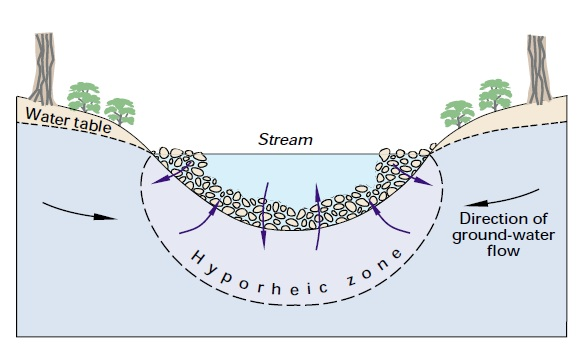 Water table
Stream
Direction of
ground-water
flow
Hyporheic zone